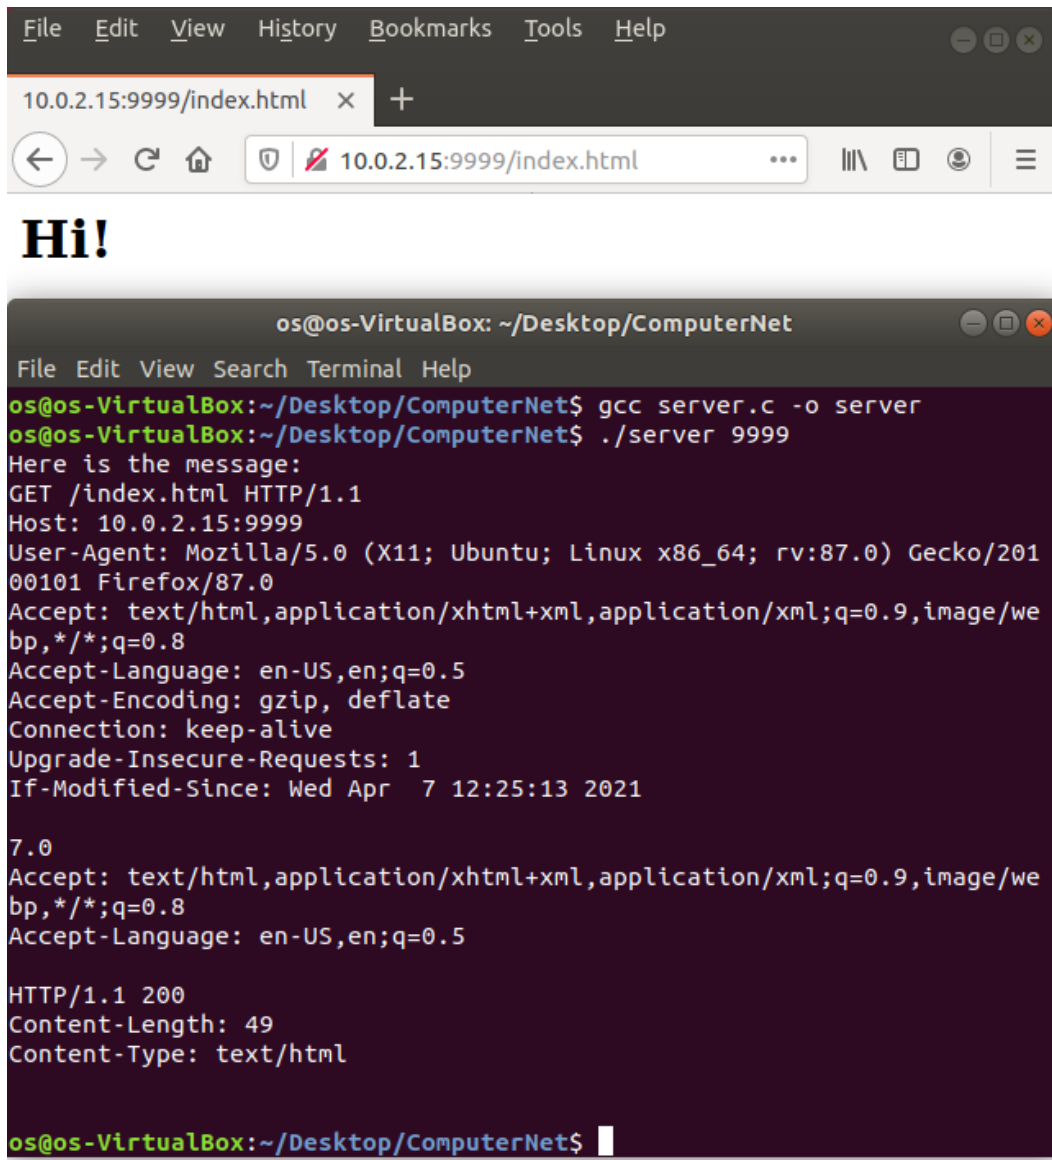 File Edit View History Bookmarks Tools Help
10.0.2.15:9999/index.html
10.0.2.15:9999/index.html
Hi!
os@os-VirtualBox: ~/Desktop/ComputerNet
File Edit View Search Terminal Help
os@os-VirtualBox:~/Desktop/ComputerNet$ gcc server.c -o server
os@os-VirtualBox:~/Desktop/ComputerNet$ ./server 9999
Here is the message:
GET /index.html HTTP/1.1
Host: 10.0.2.15:9999
User-Agent: Mozilla/5.0 (X11; Ubuntu; Linux x86_64; rv:87.0) Gecko/201
00101 Firefox/87.0
Accept: text/html,application/xhtml+xml,application/xml;q=0.9,image/we
bp,*/*;q=0.8
Accept-Language: en-US,en;q=0.5
Accept-Encoding: gzip, deflate
Connection: keep-alive
Upgrade-Insecure-Requests: 1
If-Modified-Since: Wed Apr  7 12:25:13 2021
7.0
Accept: text/html,application/xhtml+xml,application/xml;q=0.9,image/we
bp,*/*;q=0.8
Accept-Language: en-US,en;q=0.5
HTTP/1.1 200
Content-Length: 49
Content-Type: text/html
os@os-VirtualBox:~/Desktop/ComputerNet$